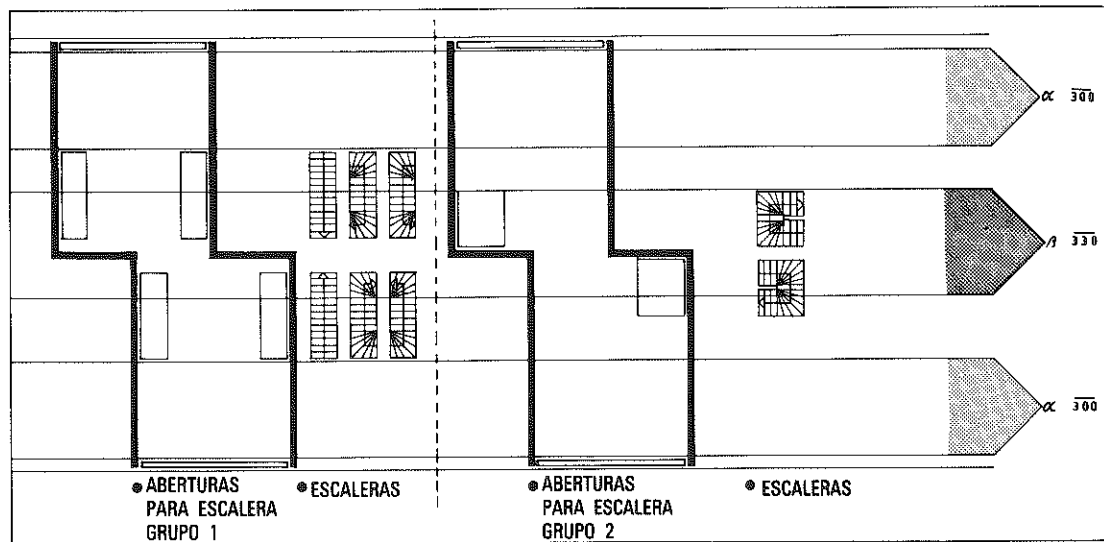 α 300
β 330
α 300
ABERTURAS
PARA ESCALERA
GRUPO 1
ESCALERAS
ABERTURAS
PARA ESCALERA
GRUPO 2
ESCALERAS